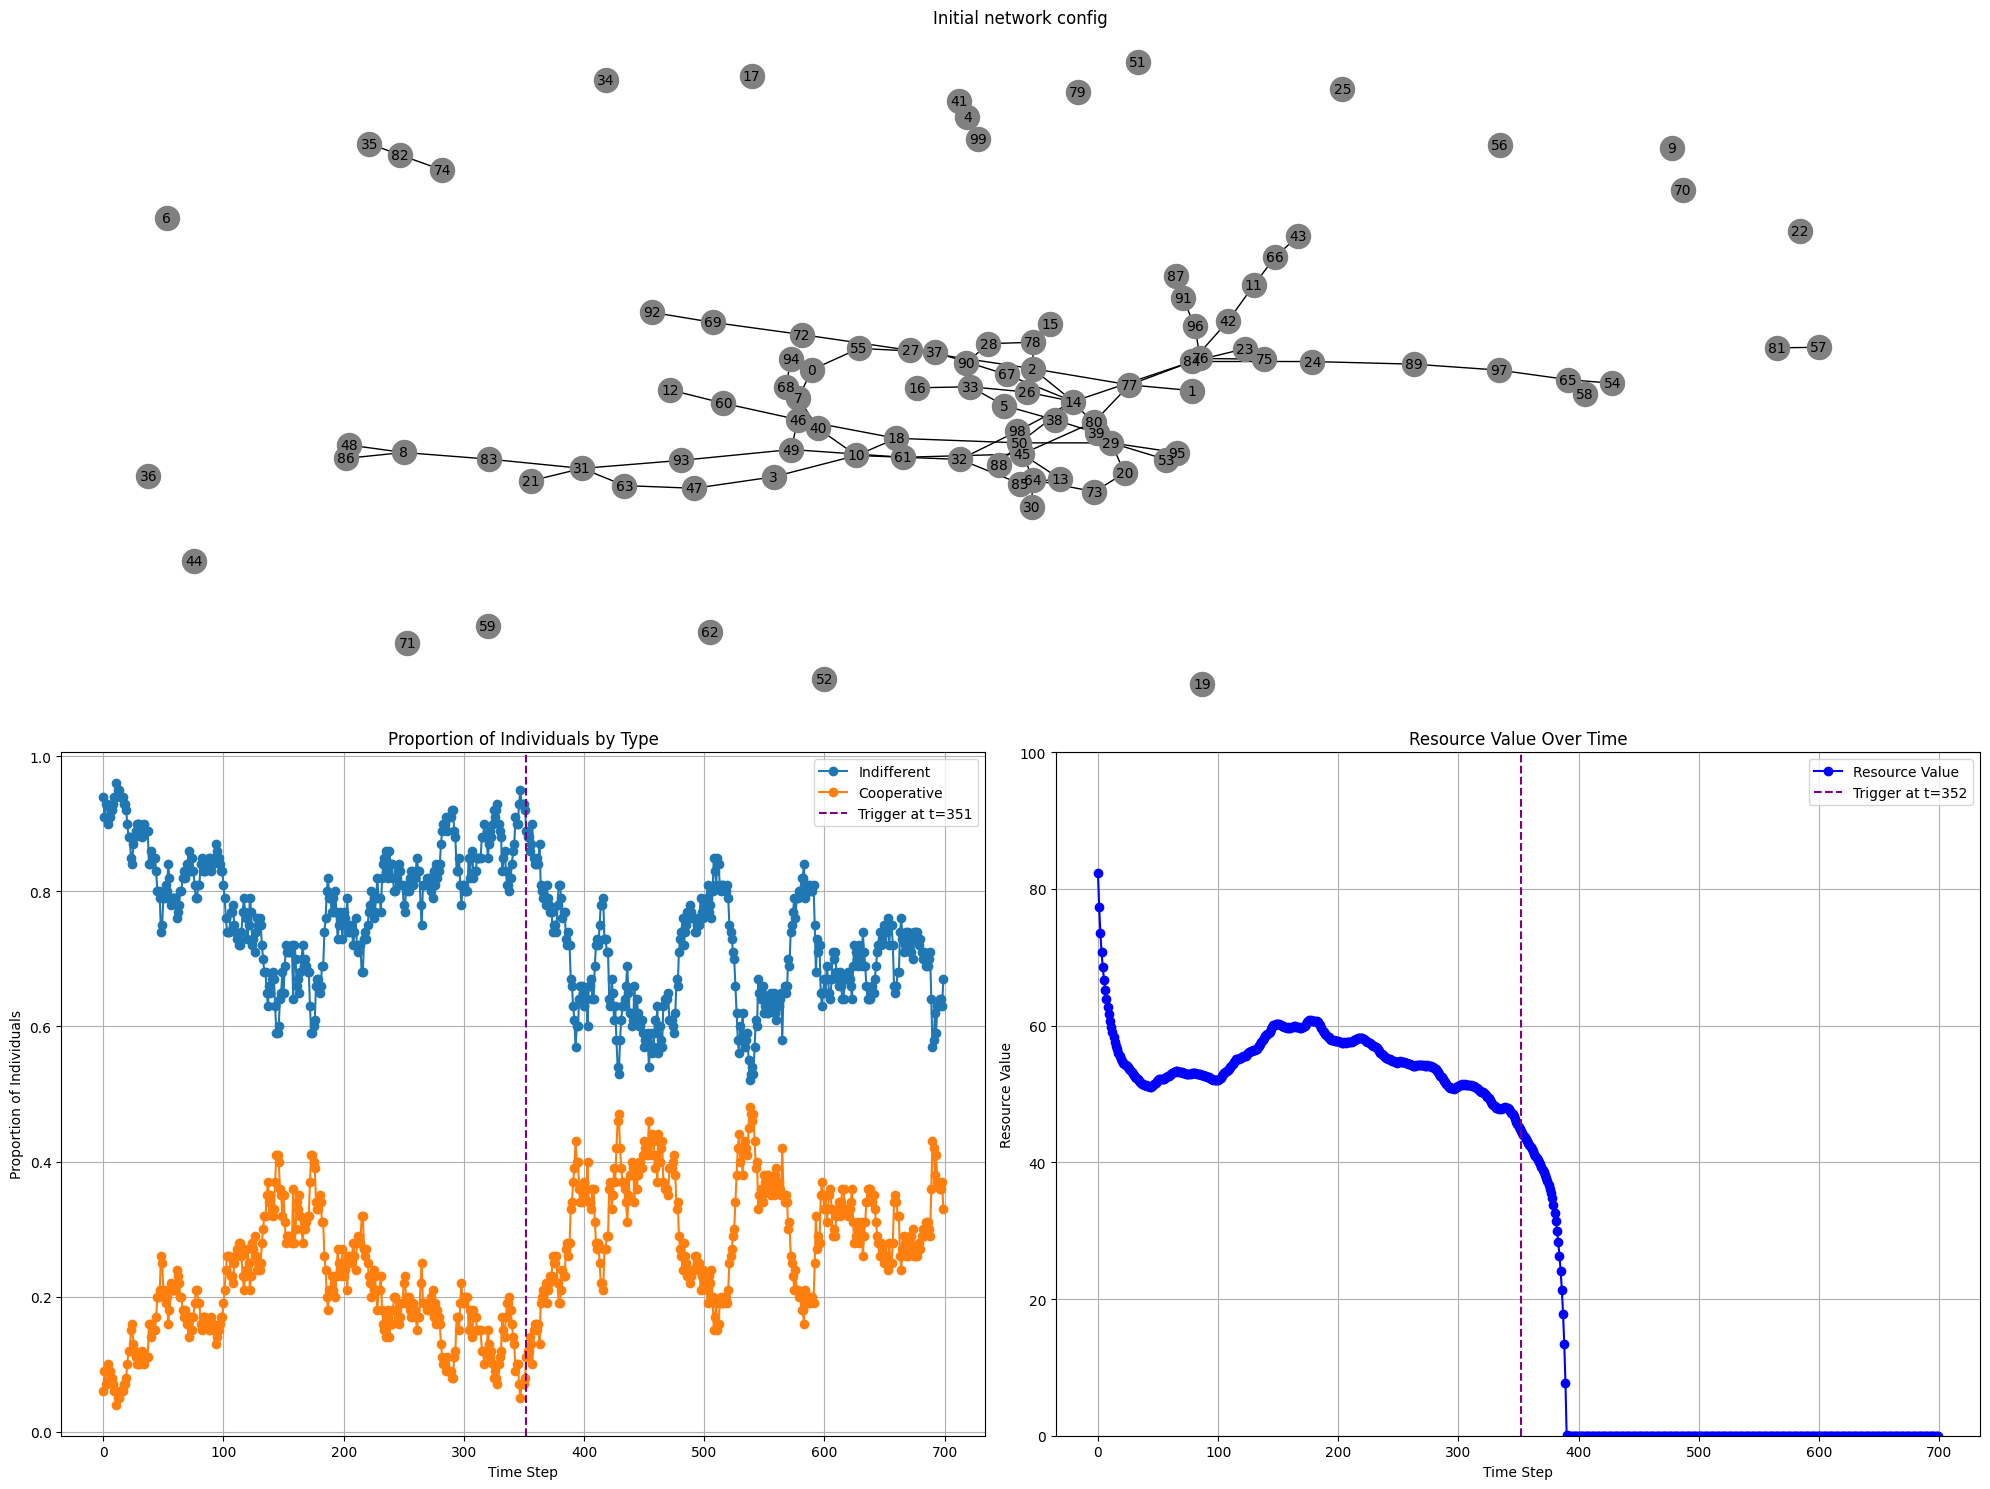 Initial network config
51
34 17 79 25
41
4
99
35 82 74
56 9
70
6
22
43
66
87 11
91
92 69 72 96 42
15
55 27 37 28 78
94 90 84 76 23 75 24 89 97 65 54 58
81 57
0 67 2
12 68 16 33 26 77 1
60 7 5 14
46 40 38 80
98 39
48 18 50 29
86 8 83 31 93 49 10 61 32 45 95 53
88
36 21 63 47 3 85 64 13 73 20
30
44
59
71 62
52 19
Proportion of Individuals by Type
Indifferent
Cooperative
Trigger at t=351
Proportion of Individuals
1.0
0.8
0.6
0.4
0.2
0.0
0 100 200 300 400 500 600 700
Time Step
Resource Value Over Time
Resource Value
Trigger at t=352
Resource Value
100
80
60
40
20
0
0 100 200 300 400 500 600 700
Time Step